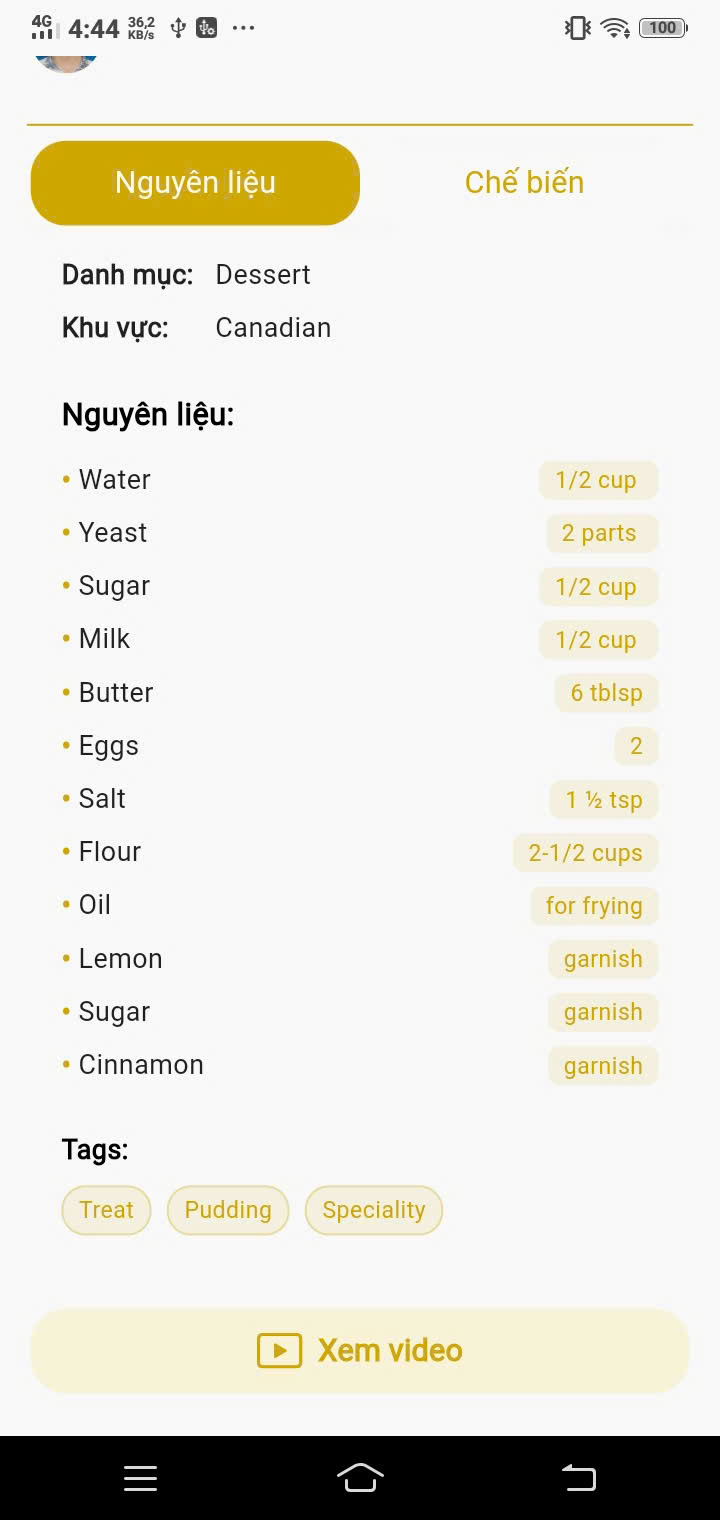 4G 4:44 36,2 KB/s 100
Nguyên liệu Chế biến
Danh mục: Dessert
Khu vực: Canadian
Nguyên liệu:
• Water 1/2 cup
• Yeast 2 parts
• Sugar 1/2 cup
• Milk 1/2 cup
• Butter 6 tblsp
• Eggs 2
• Salt 1 ½ tsp
• Flour 2-1/2 cups
• Oil for frying
• Lemon garnish
• Sugar garnish
• Cinnamon garnish
Tags:
Treat Pudding Speciality
Xem video